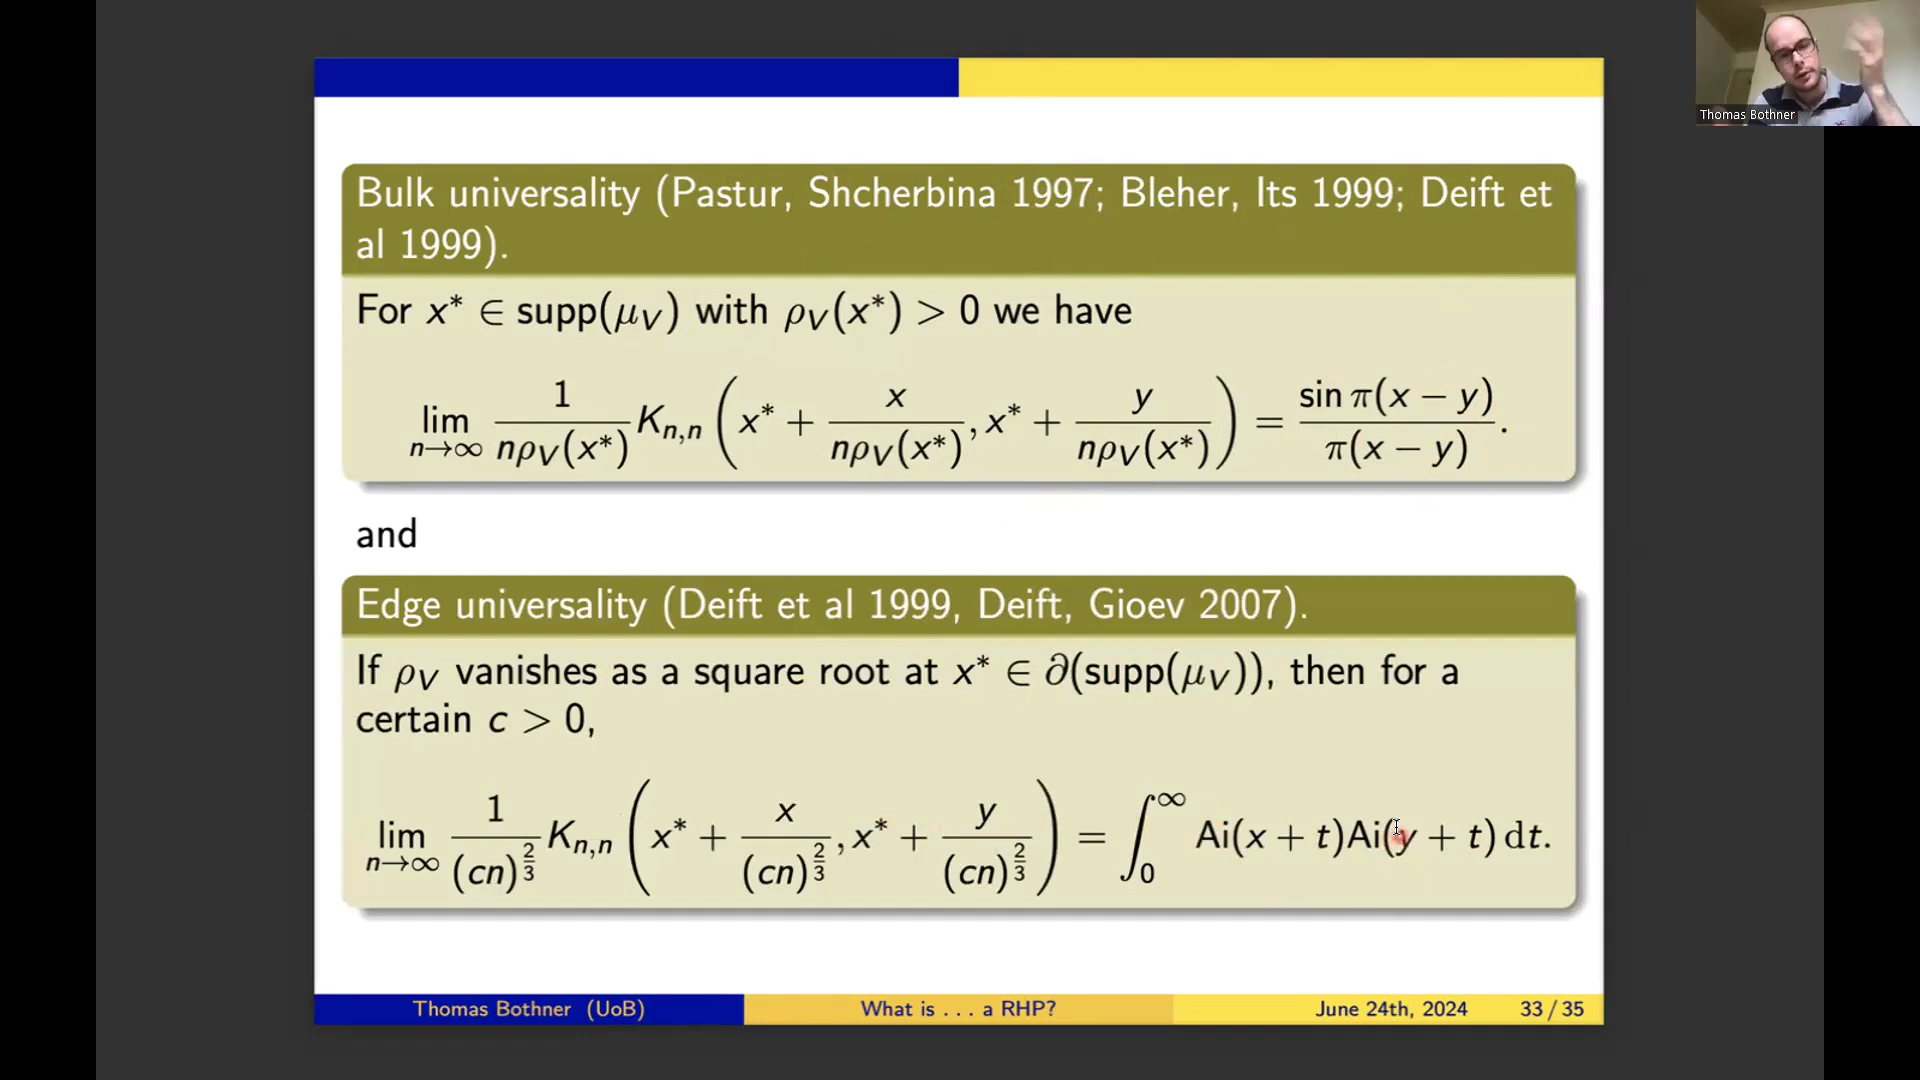 Thomas Bothner
Bulk universality (Pastur, Shcherbina 1997; Bleher, Its 1999; Deift et
al 1999).
For x* ∈ supp(μ_V) with ρ_V(x*) > 0 we have
lim_{n→∞} 1/(nρ_V(x*)) K_{n,n} (x* + x/(nρ_V(x*)), x* + y/(nρ_V(x*))) = sin π(x − y)/(π(x − y)).
and
Edge universality (Deift et al 1999, Deift, Gioev 2007).
If ρ_V vanishes as a square root at x* ∈ ∂(supp(μ_V)), then for a
certain c > 0,
lim_{n→∞} 1/(cn)^{2/3} K_{n,n} (x* + x/(cn)^{2/3}, x* + y/(cn)^{2/3}) = ∫_0^∞ Ai(x + t)Ai(y + t) dt.
Thomas Bothner (UoB) What is . . . a RHP? June 24th, 2024 33 / 35